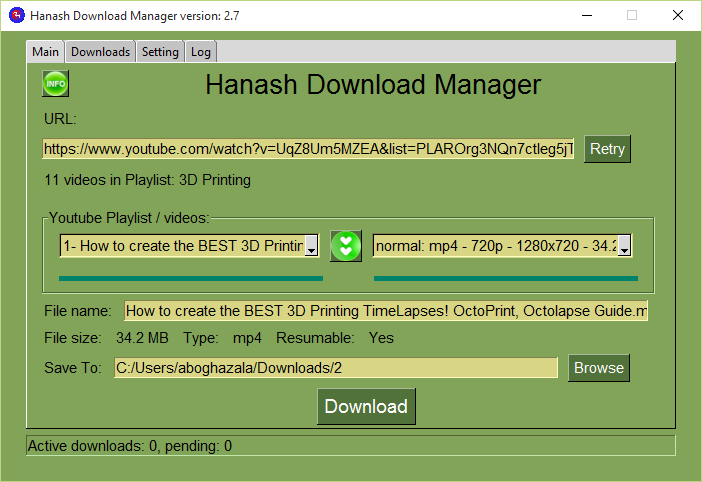 Hanash Download Manager version: 2.7
Main Downloads Setting Log
INFO
Hanash Download Manager
URL:
https://www.youtube.com/watch?v=UqZ8Um5MZEA&list=PLAROrg3NQn7ctleg5jT Retry
11 videos in Playlist: 3D Printing
Youtube Playlist / videos:
1- How to create the BEST 3D Printin normal: mp4 - 720p - 1280x720 - 34.2
File name: How to create the BEST 3D Printing TimeLapses! OctoPrint, Octolapse Guide.m
File size: 34.2 MB Type: mp4 Resumable: Yes
Save To: C:/Users/aboghazala/Downloads/2 Browse
Download
Active downloads: 0, pending: 0